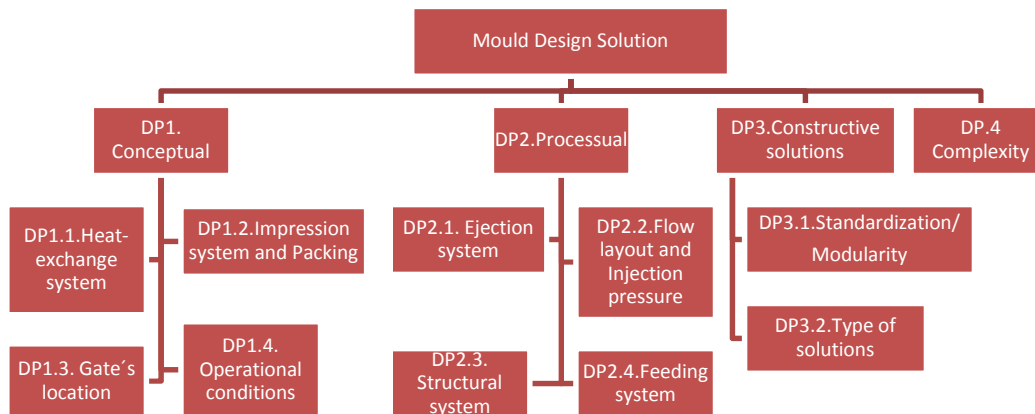 Mould Design Solution
DP1.
Conceptual
DP2.Processual
DP3.Constructive
solutions
DP.4
Complexity
DP1.1.Heat-
exchange
system
DP1.2.Impression
system and Packing
DP1.3. Gate´s
location
DP1.4.
Operational
conditions
DP2.1. Ejection
system
DP2.2.Flow
layout and
Injection
pressure
DP2.3.
Structural
system
DP2.4.Feeding
system
DP3.1.Standardization/
Modularity
DP3.2.Type of
solutions